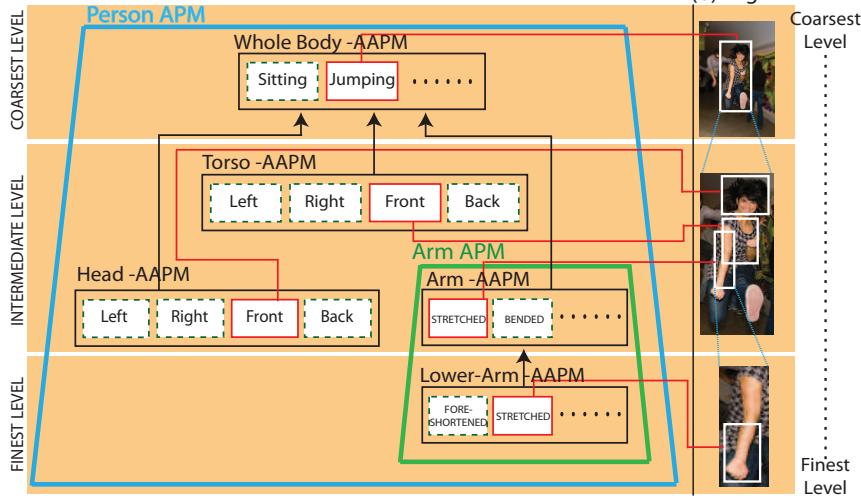 Person APM
Coarsest
Level
COARSEST LEVEL
Whole Body -AAPM
Sitting
Jumping
......
INTERMEDIATE LEVEL
Torso -AAPM
Left
Right
Front
Back
Arm APM
Head -AAPM
Left
Right
Front
Back
Arm -AAPM
STRETCHED
BENDED
......
FINEST LEVEL
Lower-Arm -AAPM
FORE-
SHORTENED
STRETCHED
......
Finest
Level